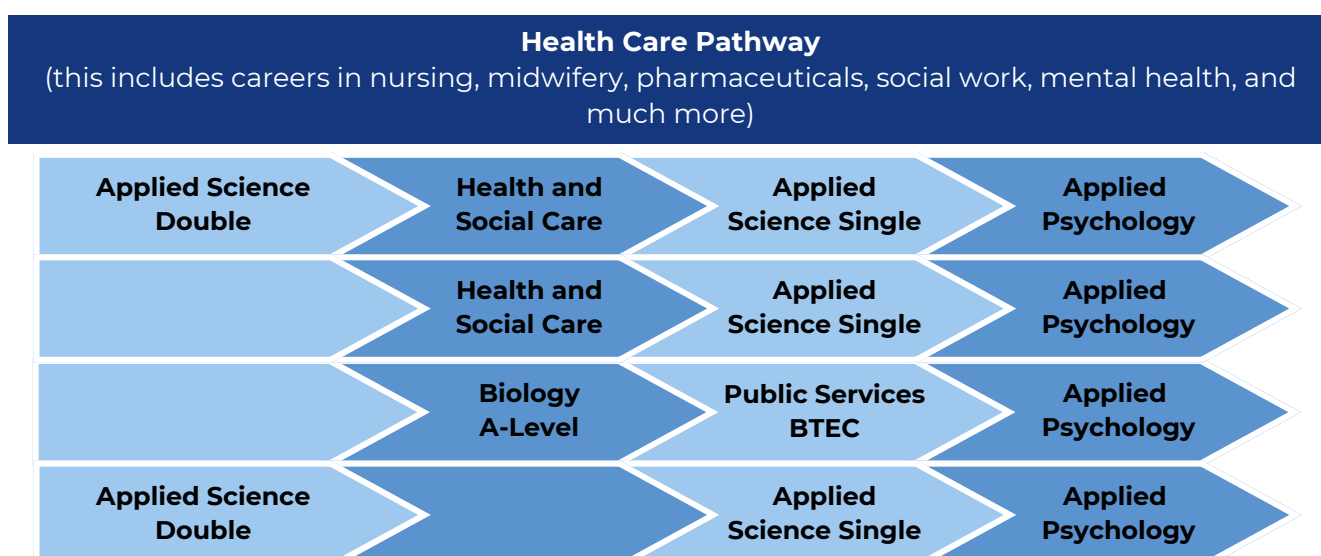 Health Care Pathway
(this includes careers in nursing, midwifery, pharmaceuticals, social work, mental health, and
much more)
Applied Science
Double
Health and
Social Care
Applied
Science Single
Applied
Psychology
Health and
Social Care
Applied
Science Single
Applied
Psychology
Biology
A-Level
Public Services
BTEC
Applied
Psychology
Applied Science
Double
Applied
Science Single
Applied
Psychology